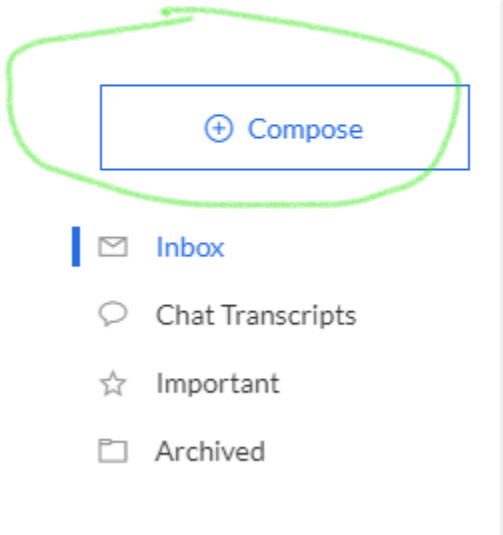 Compose
Inbox
Chat Transcripts
Important
Archived